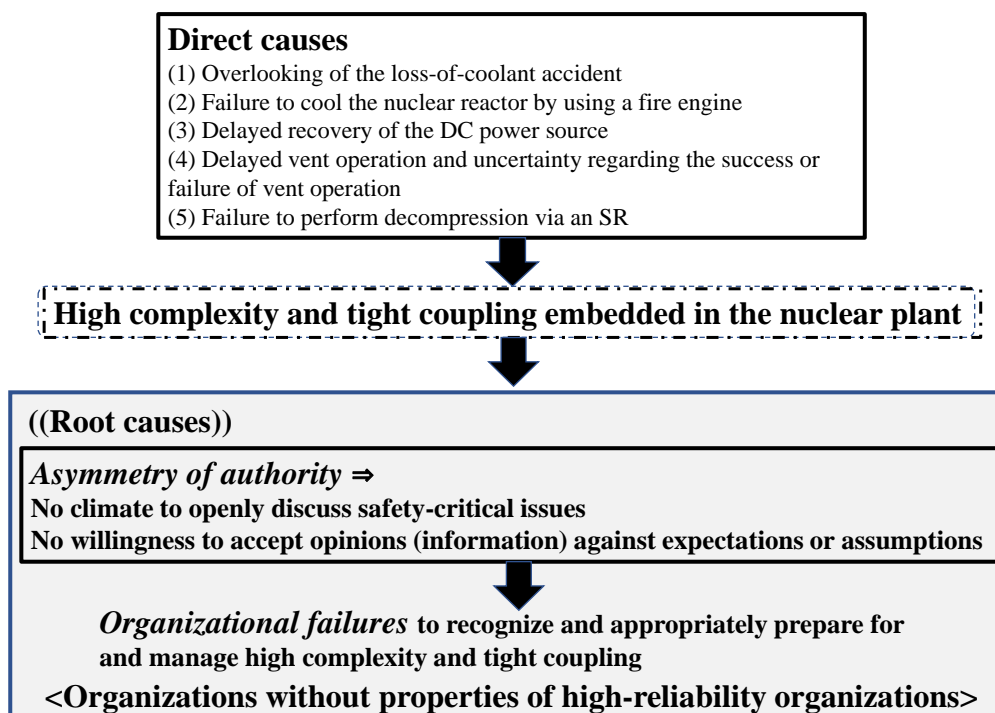 Direct causes
(1) Overlooking of the loss-of-coolant accident
(2) Failure to cool the nuclear reactor by using a fire engine
(3) Delayed recovery of the DC power source
(4) Delayed vent operation and uncertainty regarding the success or
failure of vent operation
(5) Failure to perform decompression via an SR
High complexity and tight coupling embedded in the nuclear plant
((Root causes))
Asymmetry of authority ⇒
No climate to openly discuss safety-critical issues
No willingness to accept opinions (information) against expectations or assumptions
Organizational failures to recognize and appropriately prepare for
and manage high complexity and tight coupling
<Organizations without properties of high-reliability organizations>